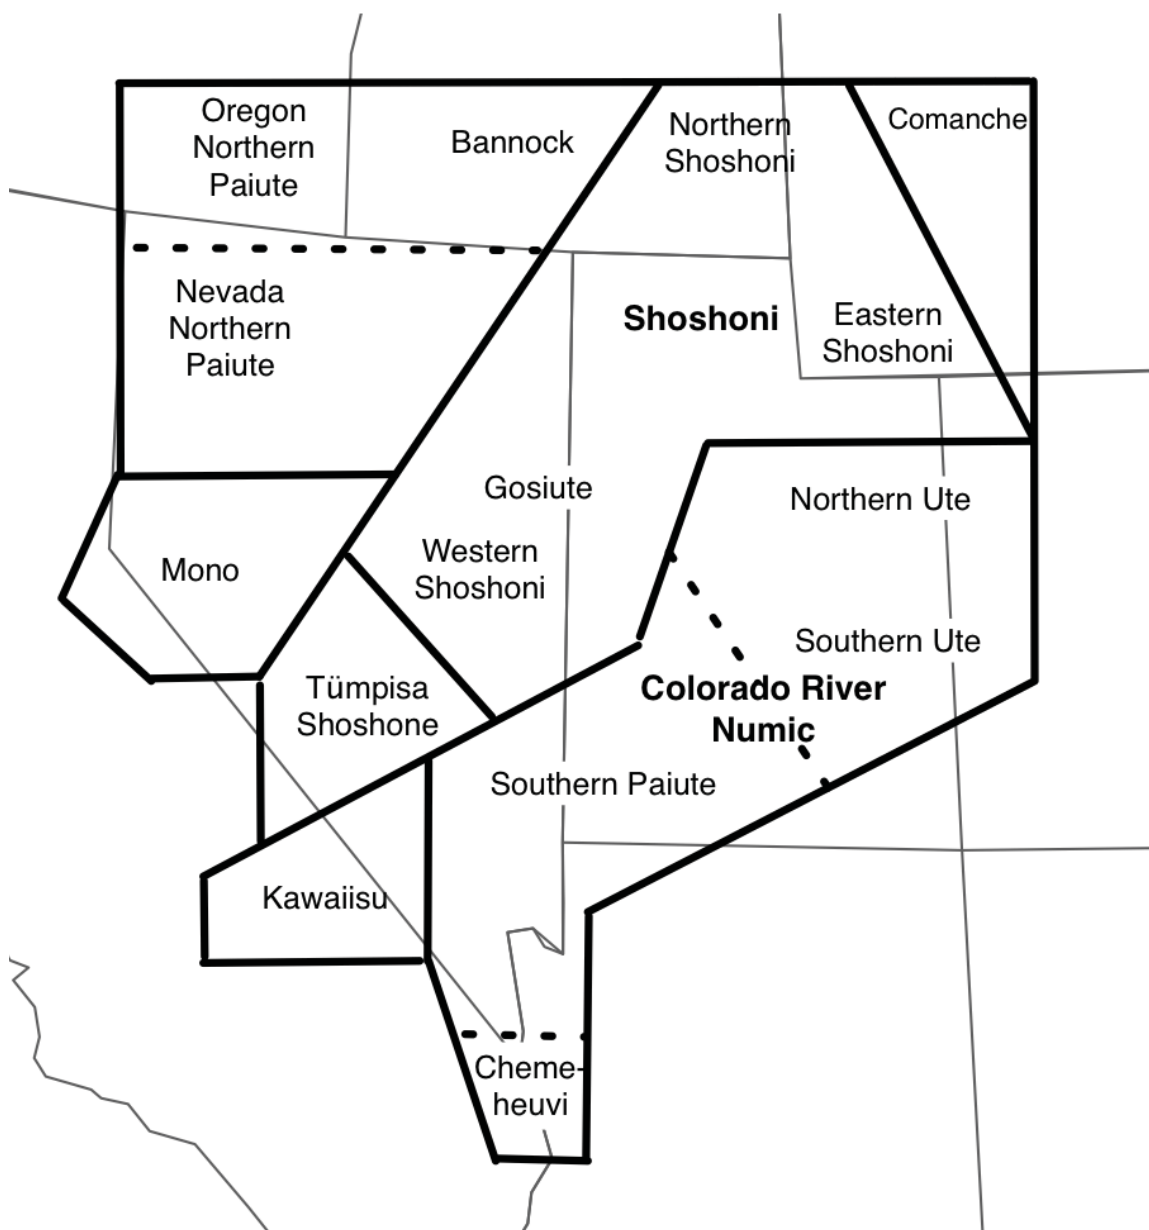 Oregon
Northern
Paiute
Bannock
Northern
Shoshoni
Comanche
Nevada
Northern
Paiute
Shoshoni
Eastern
Shoshoni
Gosiute
Northern Ute
Western
Shoshoni
Mono
Southern Ute
Tümpisa
Shoshone
Colorado River
Numic
Southern Paiute
Kawaiisu
Cheme-
heuvi